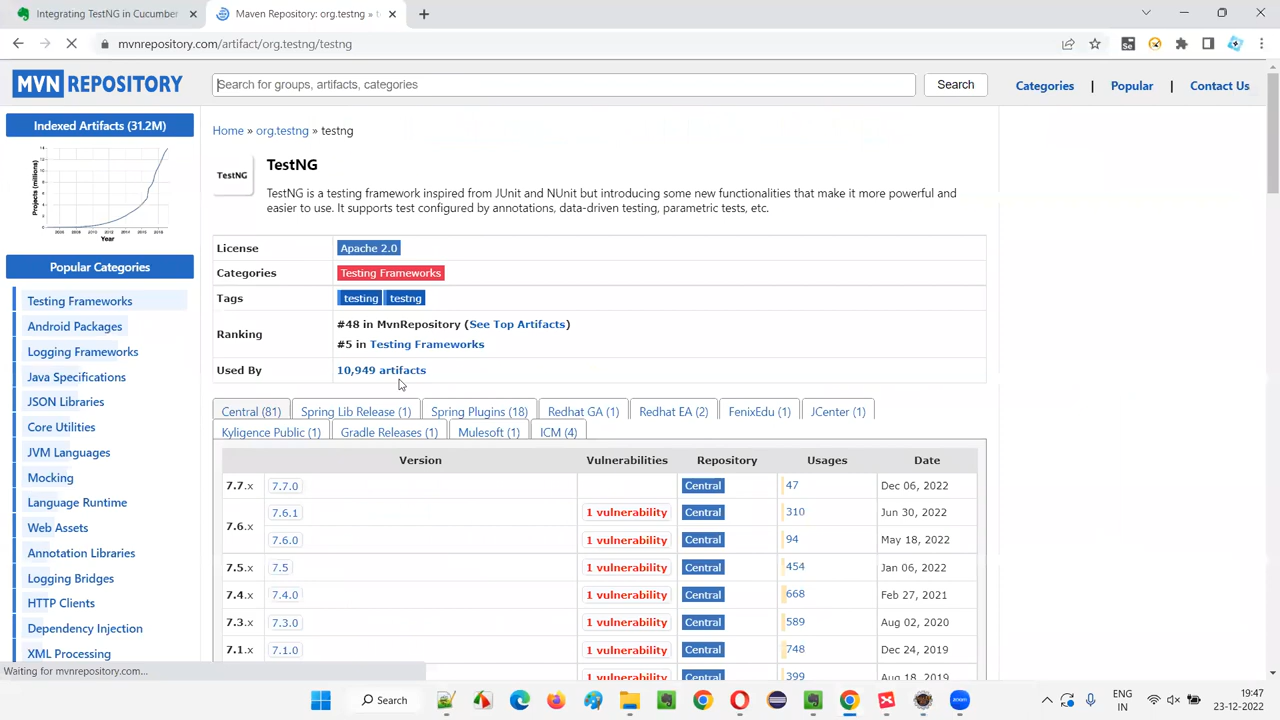 Integrating TestNG in Cucumber
Maven Repository: org.testng » t
mvnrepository.com/artifact/org.testng/testng
MVN REPOSITORY
Search for groups, artifacts, categories
Search
Categories | Popular | Contact Us
Indexed Artifacts (31.2M)
Projects (millions)
Year
Popular Categories
Testing Frameworks
Android Packages
Logging Frameworks
Java Specifications
JSON Libraries
Core Utilities
JVM Languages
Mocking
Language Runtime
Web Assets
Annotation Libraries
Logging Bridges
HTTP Clients
Dependency Injection
XML Processing
Home » org.testng » testng
TestNG
TestNG
TestNG is a testing framework inspired from JUnit and NUnit but introducing some new functionalities that make it more powerful and
easier to use. It supports test configured by annotations, data-driven testing, parametric tests, etc.
License Apache 2.0
Categories Testing Frameworks
Tags testing testng
Ranking #48 in MvnRepository (See Top Artifacts)
#5 in Testing Frameworks
Used By 10,949 artifacts
Central (81) Spring Lib Release (1) Spring Plugins (18) Redhat GA (1) Redhat EA (2) FenixEdu (1) JCenter (1)
Kyligence Public (1) Gradle Releases (1) Mulesoft (1) ICM (4)
Version Vulnerabilities Repository Usages Date
7.7.x 7.7.0 Central 47 Dec 06, 2022
7.6.x 7.6.1 1 vulnerability Central 310 Jun 30, 2022
7.6.0 1 vulnerability Central 94 May 18, 2022
7.5.x 7.5 1 vulnerability Central 454 Jan 06, 2022
7.4.x 7.4.0 1 vulnerability Central 668 Feb 27, 2021
7.3.x 7.3.0 1 vulnerability Central 589 Aug 02, 2020
7.1.x 7.1.0 1 vulnerability Central 748 Dec 24, 2019
1 vulnerability Central 399 Aug 18, 2019
Waiting for mvnrepository.com...
Search
ENG
IN
19:47
23-12-2022